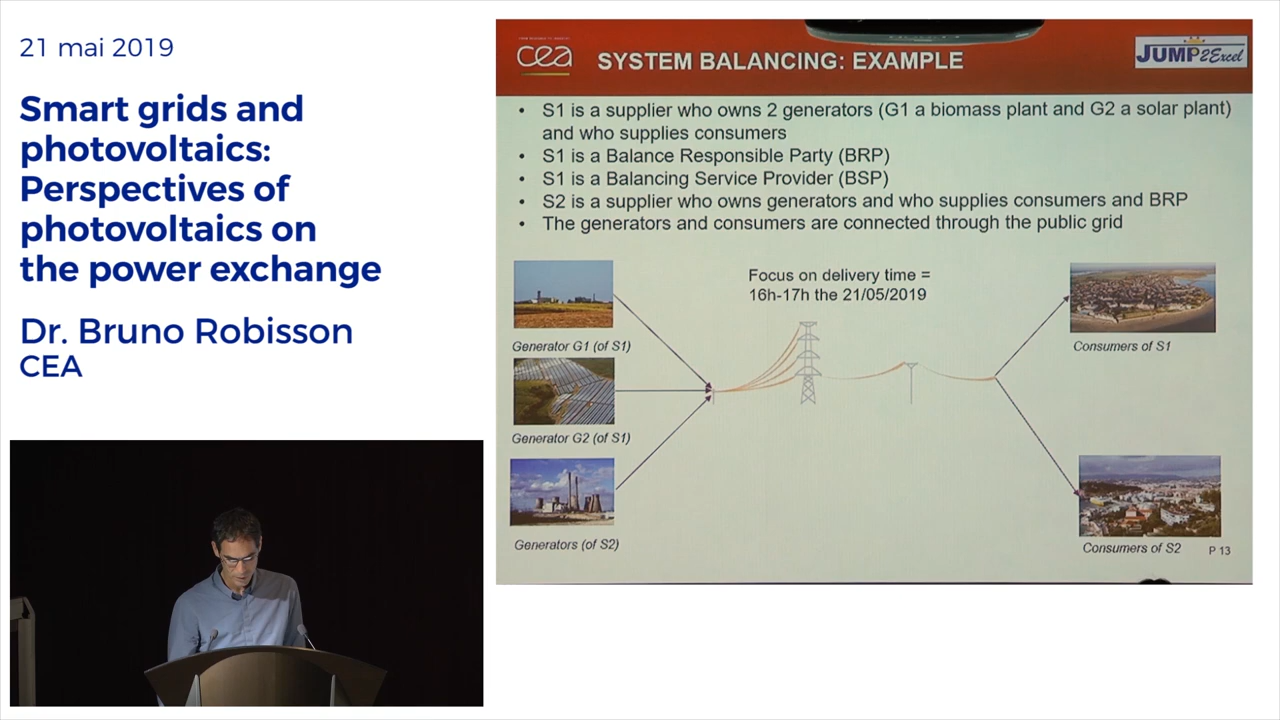 21 mai 2019
Smart grids and
photovoltaics:
Perspectives of
photovoltaics on
the power exchange
Dr. Bruno Robisson
CEA
cea
SYSTEM BALANCING: EXAMPLE
JUMP2Excel
• S1 is a supplier who owns 2 generators (G1 a biomass plant and G2 a solar plant)
and who supplies consumers
• S1 is a Balance Responsible Party (BRP)
• S1 is a Balancing Service Provider (BSP)
• S2 is a supplier who owns generators and who supplies consumers and BRP
• The generators and consumers are connected through the public grid
Focus on delivery time =
16h-17h the 21/05/2019
Generator G1 (of S1)
Consumers of S1
Generator G2 (of S1)
Generators (of S2)
Consumers of S2
P 13